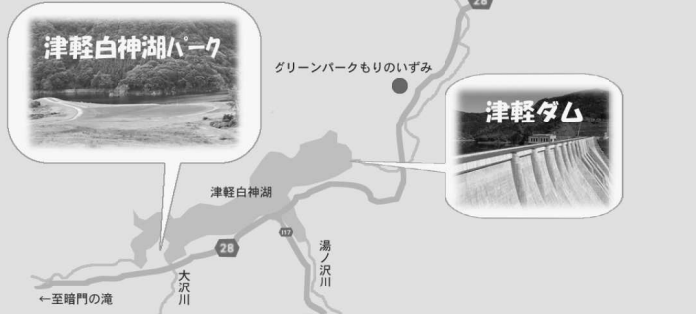 28
津軽白神湖パーク
グリーンパークもりのいずみ
津軽ダム
津軽白神湖
117
28
湯ノ沢川
大沢川
←至暗門の滝